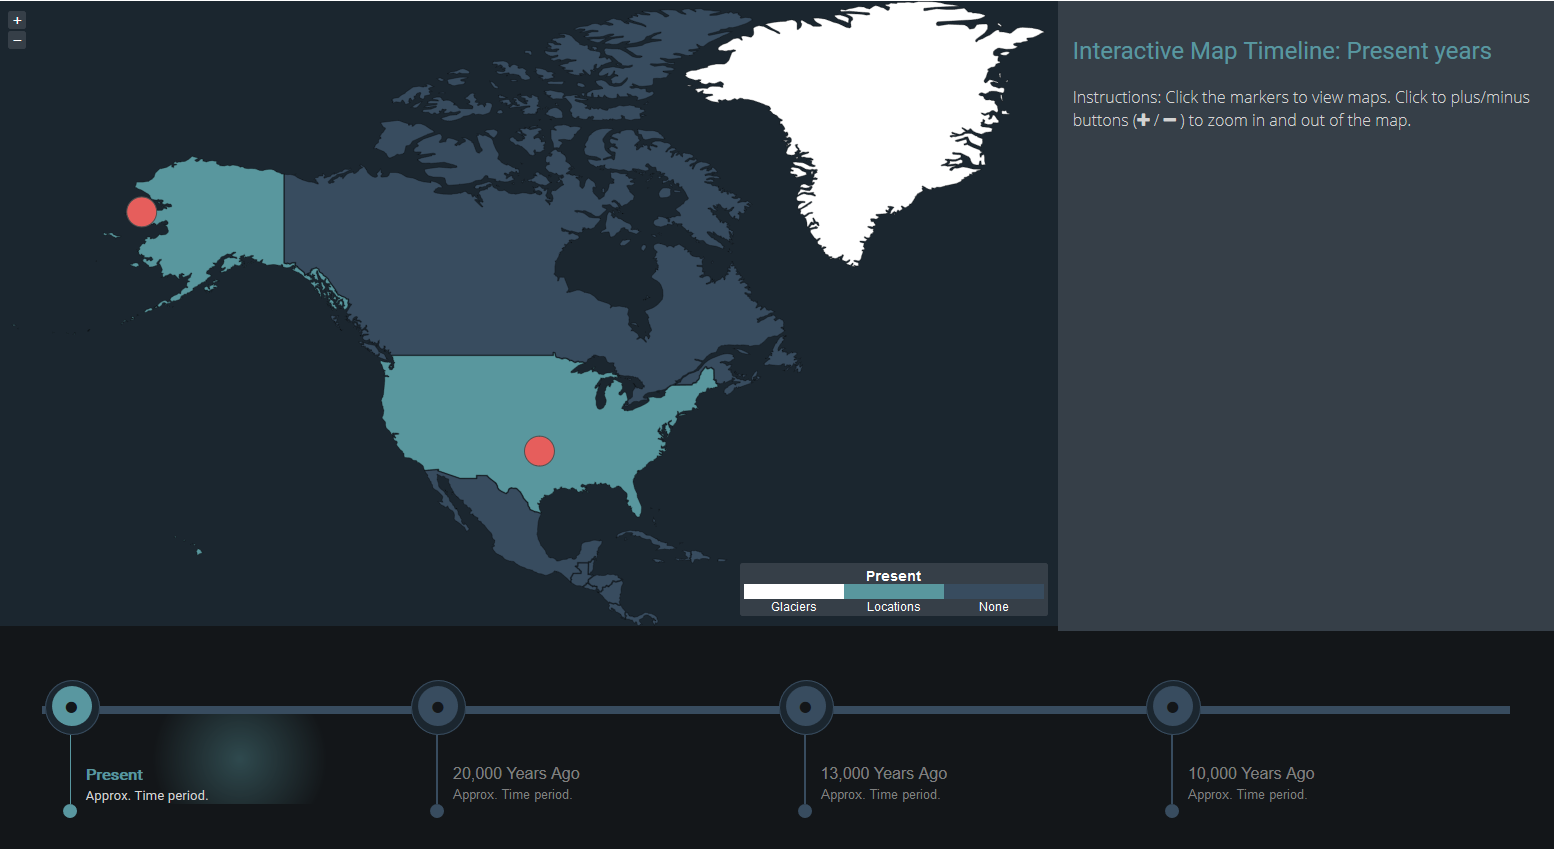 +
−
Interactive Map Timeline: Present years
Instructions: Click the markers to view maps. Click to plus/minus
buttons (+ / − ) to zoom in and out of the map.
Present
Glaciers Locations None
Present
Approx. Time period.
20,000 Years Ago
Approx. Time period.
13,000 Years Ago
Approx. Time period.
10,000 Years Ago
Approx. Time period.